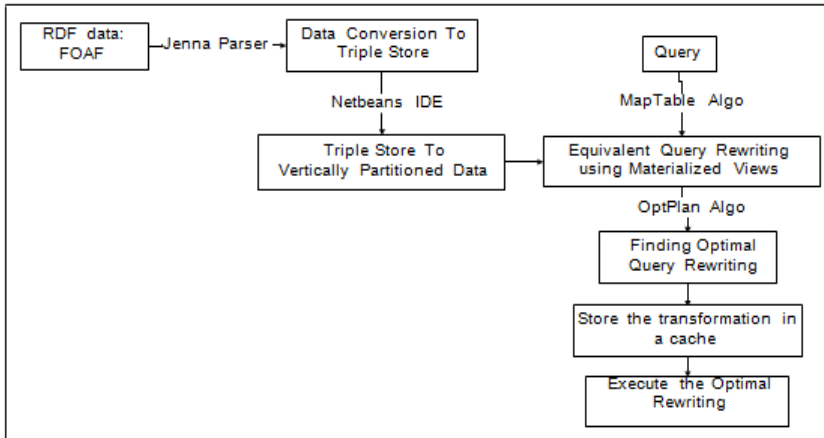 RDF data:
FOAF
Jenna Parser
Data Conversion To
Triple Store
Query
Netbeans IDE
MapTable Algo
Triple Store To
Vertically Partitioned Data
Equivalent Query Rewriting
using Materialized Views
OptPlan Algo
Finding Optimal
Query Rewriting
Store the transformation in
a cache
Execute the Optimal
Rewriting